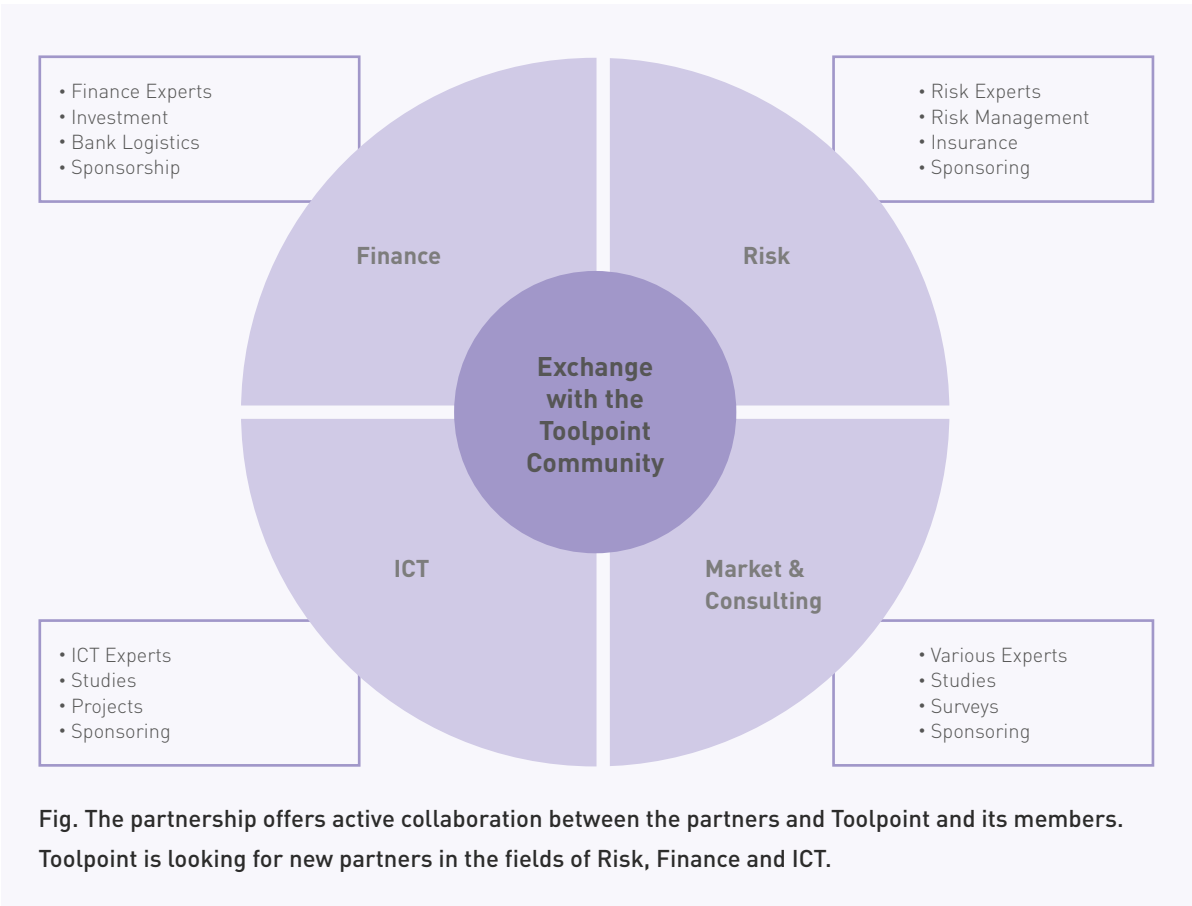 • Finance Experts
• Investment
• Bank Logistics
• Sponsorship
• Risk Experts
• Risk Management
• Insurance
• Sponsoring
Finance
Risk
Exchange
with the
Toolpoint
Community
ICT
Market &
Consulting
• ICT Experts
• Studies
• Projects
• Sponsoring
• Various Experts
• Studies
• Surveys
• Sponsoring
Fig. The partnership offers active collaboration between the partners and Toolpoint and its members.
Toolpoint is looking for new partners in the fields of Risk, Finance and ICT.